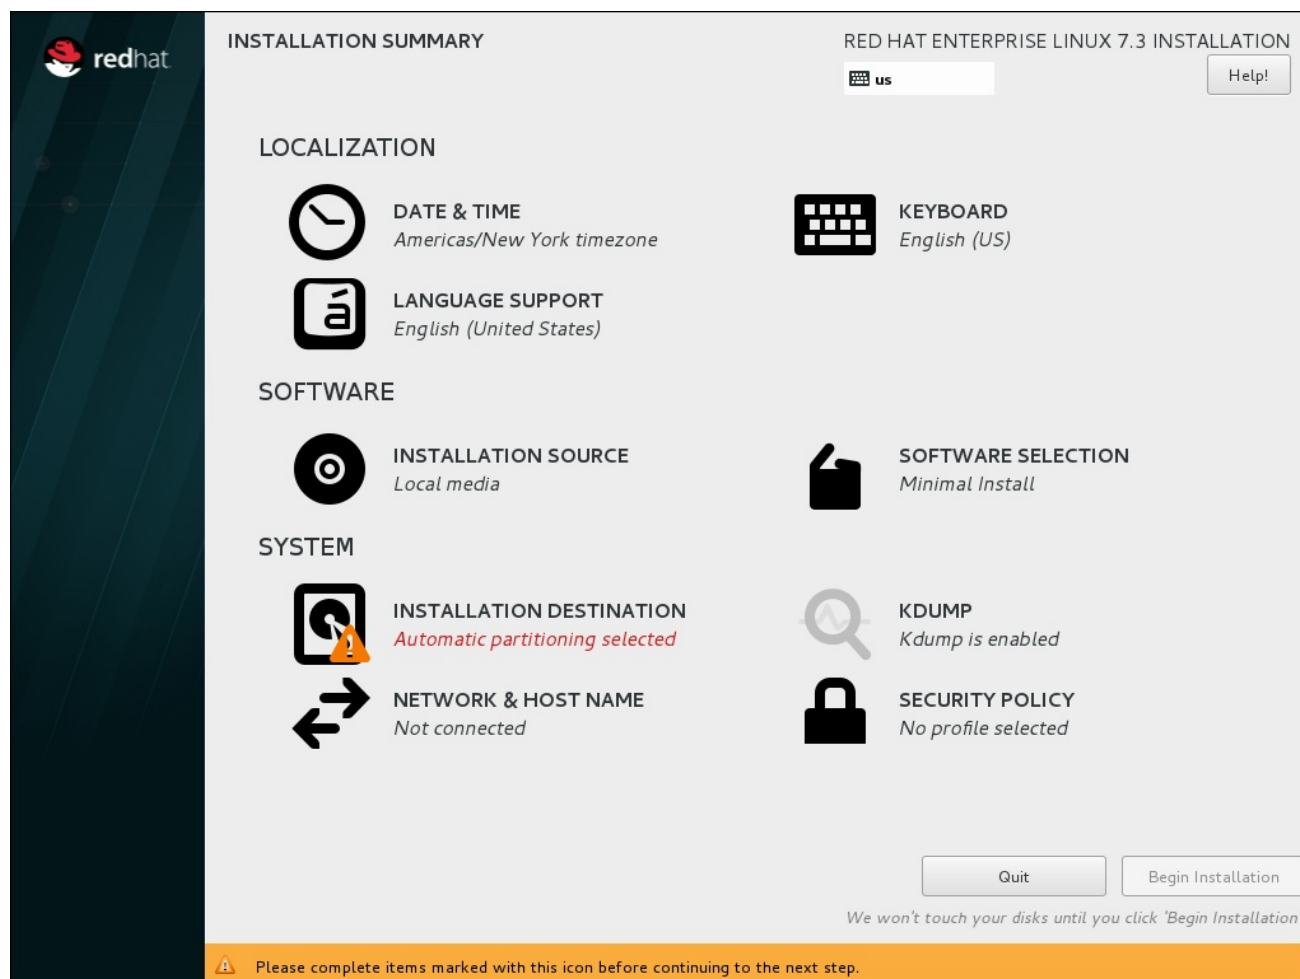 redhat
INSTALLATION SUMMARY
RED HAT ENTERPRISE LINUX 7.3 INSTALLATION
us
Help!
LOCALIZATION
DATE & TIME
Americas/New York timezone
KEYBOARD
English (US)
LANGUAGE SUPPORT
English (United States)
SOFTWARE
INSTALLATION SOURCE
Local media
SOFTWARE SELECTION
Minimal Install
SYSTEM
INSTALLATION DESTINATION
Automatic partitioning selected
KDUMP
Kdump is enabled
NETWORK & HOST NAME
Not connected
SECURITY POLICY
No profile selected
Quit
Begin Installation
We won't touch your disks until you click 'Begin Installation
Please complete items marked with this icon before continuing to the next step.